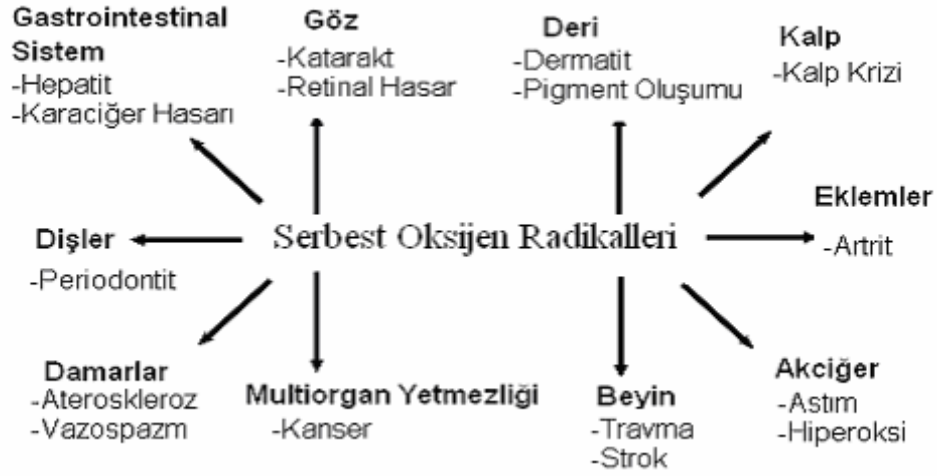 Gastrointestinal
Sistem
-Hepatit
-Karaciğer Hasarı
Göz
-Katarakt
-Retinal Hasar
Deri
-Dermatit
-Pigment Oluşumu
Kalp
-Kalp Krizi
Dişler
-Periodontit
Serbest Oksijen Radikalleri
Eklemler
-Artrit
Damarlar
-Ateroskleroz
-Vazospazm
Multiorgan Yetmezliği
-Kanser
Beyin
-Travma
-Strok
Akciğer
-Astım
-Hiperoksi